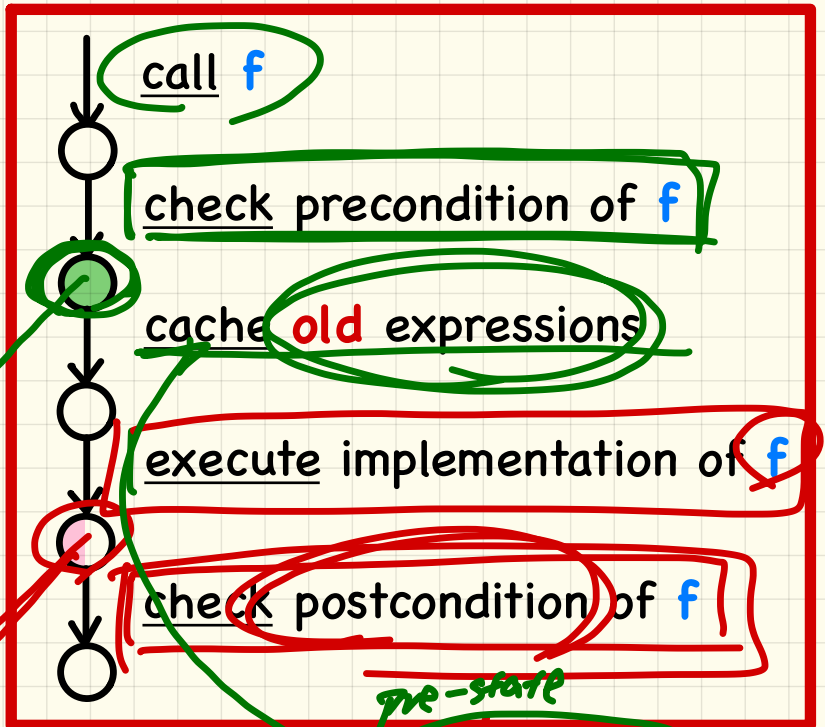 call f
check precondition of f
cache old expressions
execute implementation of f
check postcondition of f
pre-state